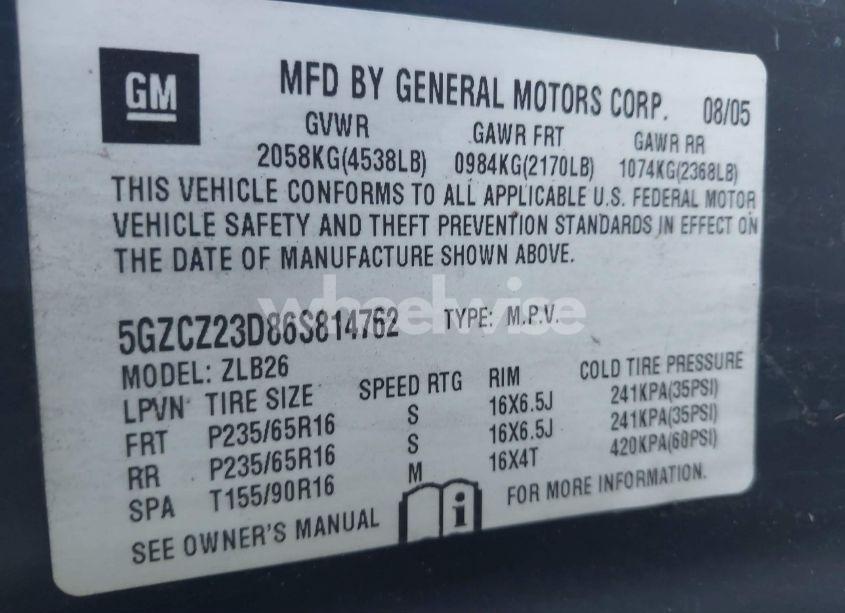 GM
MFD BY GENERAL MOTORS CORP. 08/05
GVWR GAWR FRT GAWR RR
2058KG(4538LB) 0984KG(2170LB) 1074KG(2368LB)
THIS VEHICLE CONFORMS TO ALL APPLICABLE U.S. FEDERAL MOTOR
VEHICLE SAFETY AND THEFT PREVENTION STANDARDS IN EFFECT ON
THE DATE OF MANUFACTURE SHOWN ABOVE.
wheelwise
5GZCZ23D86S814762 TYPE: M.P.V.
MODEL: ZLB26
LPVN TIRE SIZE SPEED RTG RIM COLD TIRE PRESSURE
FRT P235/65R16 S 16X6.5J 241KPA(35PSI)
RR P235/65R16 S 16X6.5J 241KPA(35PSI)
SPA T155/90R16 M 16X4T 420KPA(60PSI)
SEE OWNER'S MANUAL i FOR MORE INFORMATION.